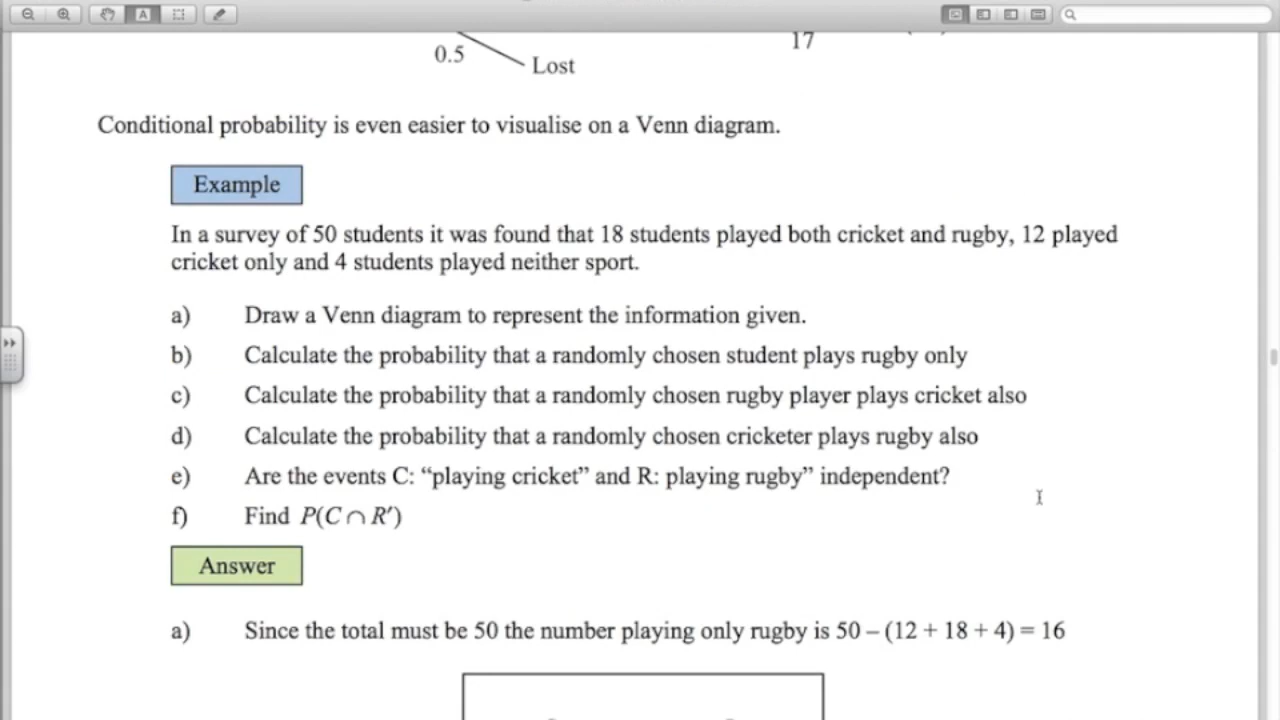 17
0.5
Lost
Conditional probability is even easier to visualise on a Venn diagram.
Example
In a survey of 50 students it was found that 18 students played both cricket and rugby, 12 played
cricket only and 4 students played neither sport.
a) Draw a Venn diagram to represent the information given.
b) Calculate the probability that a randomly chosen student plays rugby only
c) Calculate the probability that a randomly chosen rugby player plays cricket also
d) Calculate the probability that a randomly chosen cricketer plays rugby also
e) Are the events C: “playing cricket” and R: playing rugby” independent?
f) Find P(C ∩ R′)
Answer
a) Since the total must be 50 the number playing only rugby is 50 – (12 + 18 + 4) = 16